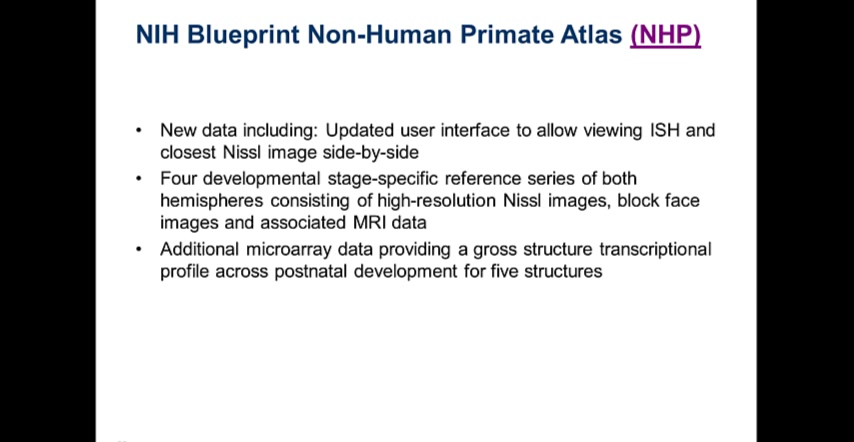 NIH Blueprint Non-Human Primate Atlas (NHP)
• New data including: Updated user interface to allow viewing ISH and
closest Nissl image side-by-side
• Four developmental stage-specific reference series of both
hemispheres consisting of high-resolution Nissl images, block face
images and associated MRI data
• Additional microarray data providing a gross structure transcriptional
profile across postnatal development for five structures